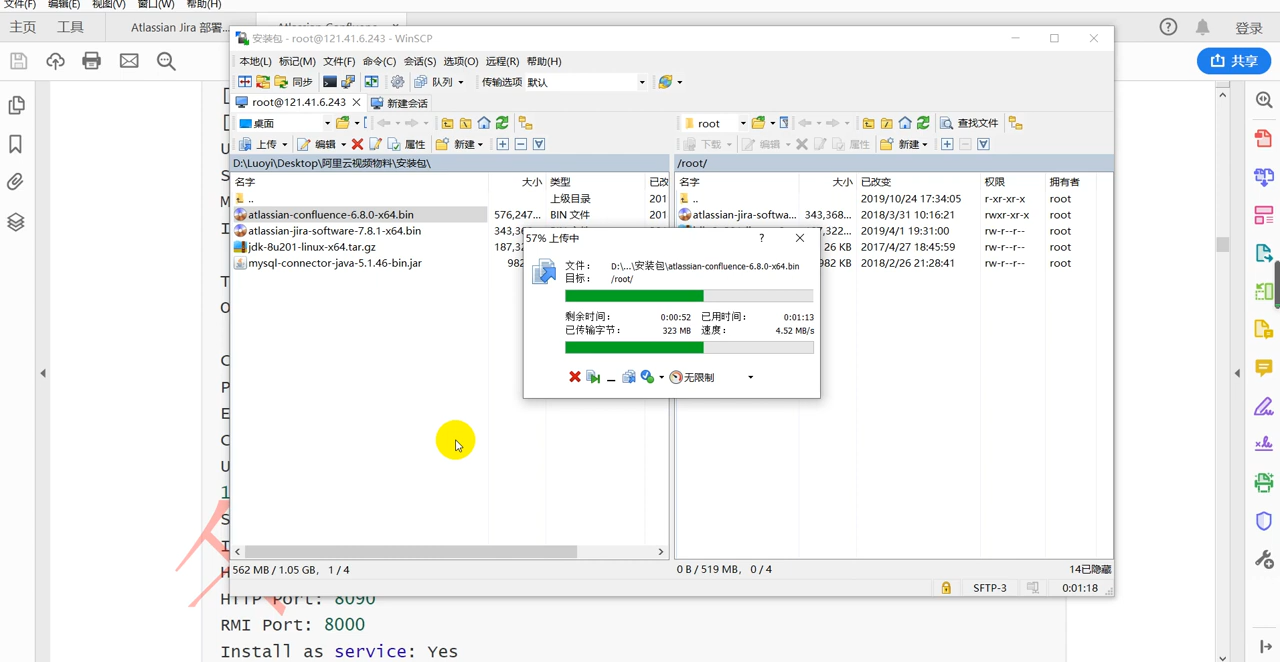 文件(F) 编辑(E) 视图(V) 窗口(W) 帮助(H)
主页 工具 Atlassian Jira 部署... Atlassian Confluence 登录
共享
安装包 - root@121.41.6.243 - WinSCP
本地(L) 标记(M) 文件(F) 命令(C) 会话(S) 选项(O) 远程(R) 帮助(H)
同步 队列 传输选项 默认
root@121.41.6.243 新建会话
桌面 root 查找文件
上传 编辑 属性 新建 下载 编辑 属性 新建
D:\Luoyi\Desktop\阿里云视频物料\安装包\ /root/
名字 大小 类型 已改 名字 大小 已改变 权限 拥有者
.. 上级目录 201 .. 2019/10/24 17:34:05 r-xr-xr-x root
atlassian-confluence-6.8.0-x64.bin 576,247... BIN 文件 201 atlassian-jira-softwa... 343,368... 2018/3/31 10:16:21 rwxr-xr-x root
atlassian-jira-software-7.8.1-x64.bin 2019/4/1 19:31:00 rw-r--r-- root
jdk-8u201-linux-x64.tar.gz 26 KB 2017/4/27 18:45:59 rw-r--r-- root
mysql-connector-java-5.1.46-bin.jar 982 982 KB 2018/2/26 21:28:41 rw-r--r-- root
57% 上传中 ?
文件: D:\...\安装包\atlassian-confluence-6.8.0-x64.bin
目标: /root/
剩余时间: 0:00:52 已用时间: 0:01:13
已传输字节: 323 MB 速度: 4.52 MB/s
无限制
562 MB / 1.05 GB, 1 / 4 0 B / 519 MB, 0 / 4 14已隐藏
SFTP-3 0:01:18
HTTP Port: 8090
RMI Port: 8000
Install as service: Yes